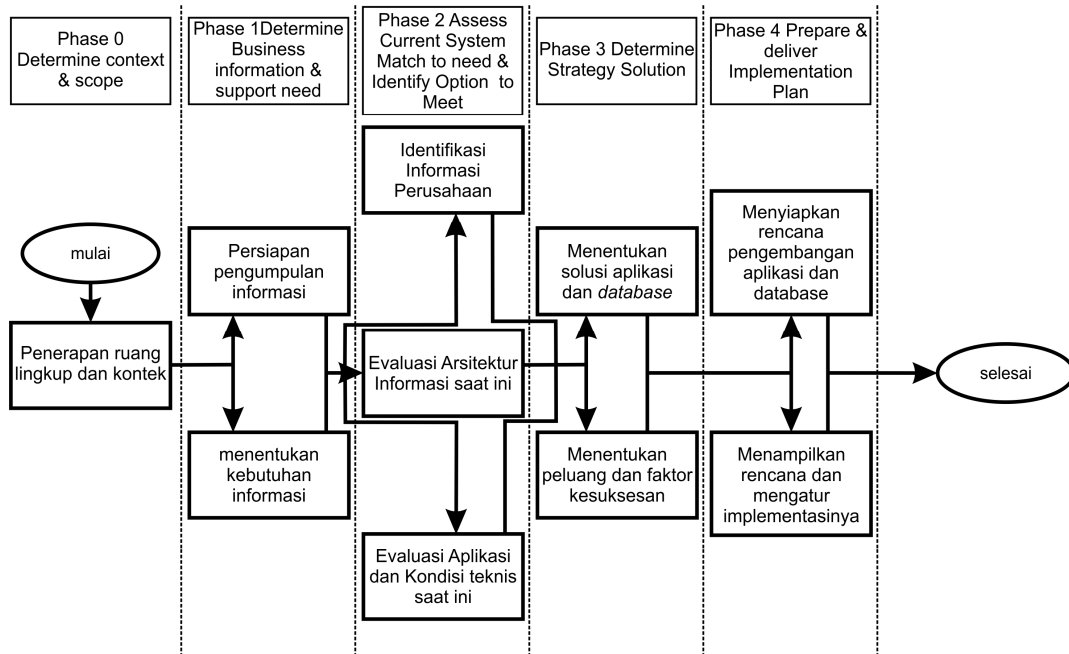 Phase 0
Determine context
& scope
Phase 1Determine
Business
information &
support need
Phase 2 Assess
Current System
Match to need &
Identify Option to
Meet
Phase 3 Determine
Strategy Solution
Phase 4 Prepare &
deliver
Implementation
Plan
mulai
Penerapan ruang
lingkup dan kontek
Persiapan
pengumpulan
informasi
menentukan
kebutuhan
informasi
Identifikasi
Informasi
Perusahaan
Evaluasi Arsitektur
Informasi saat ini
Evaluasi Aplikasi
dan Kondisi teknis
saat ini
Menentukan
solusi aplikasi
dan database
Menentukan
peluang dan faktor
kesuksesan
Menyiapkan
rencana
pengembangan
aplikasi dan
database
Menampilkan
rencana dan
mengatur
implementasinya
selesai